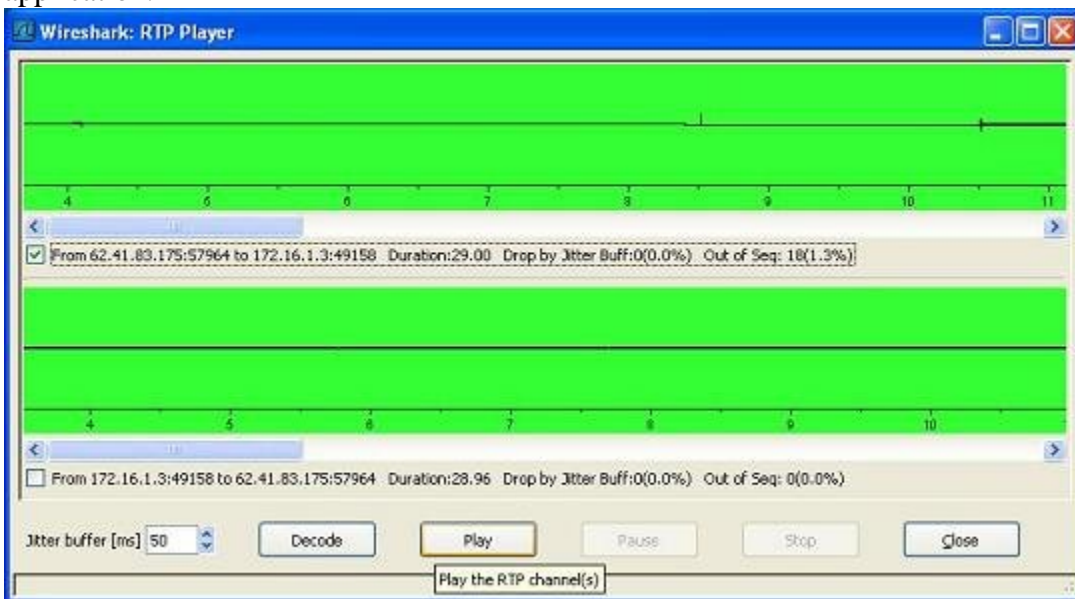 Wireshark: RTP Player
4 5 6 7 8 9 10 11
From 62.41.83.175:57964 to 172.16.1.3:49158 Duration:29.00 Drop by Jitter Buff:0(0.0%) Out of Seq: 18(1.3%)
4 5 6 7 8 9 10
From 172.16.1.3:49158 to 62.41.83.175:57964 Duration:28.96 Drop by Jitter Buff:0(0.0%) Out of Seq: 0(0.0%)
Jitter buffer [ms] 50 Decode Play Pause Stop Close
Play the RTP channel(s)